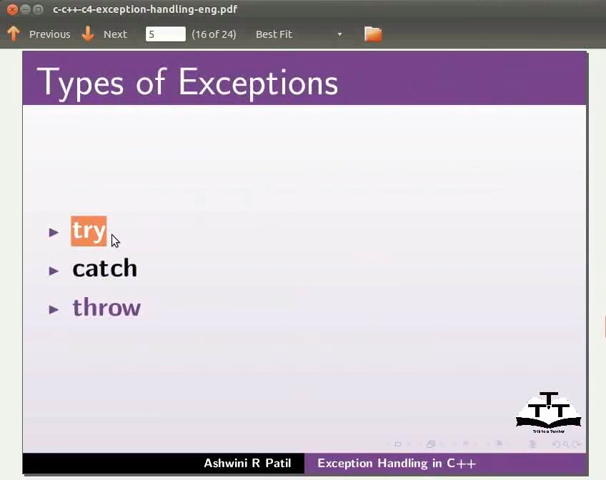 c-c++-c4-exception-handling-eng.pdf
Previous Next 5 (16 of 24) Best Fit
Types of Exceptions
try
catch
throw
Ashwini R Patil Exception Handling in C++